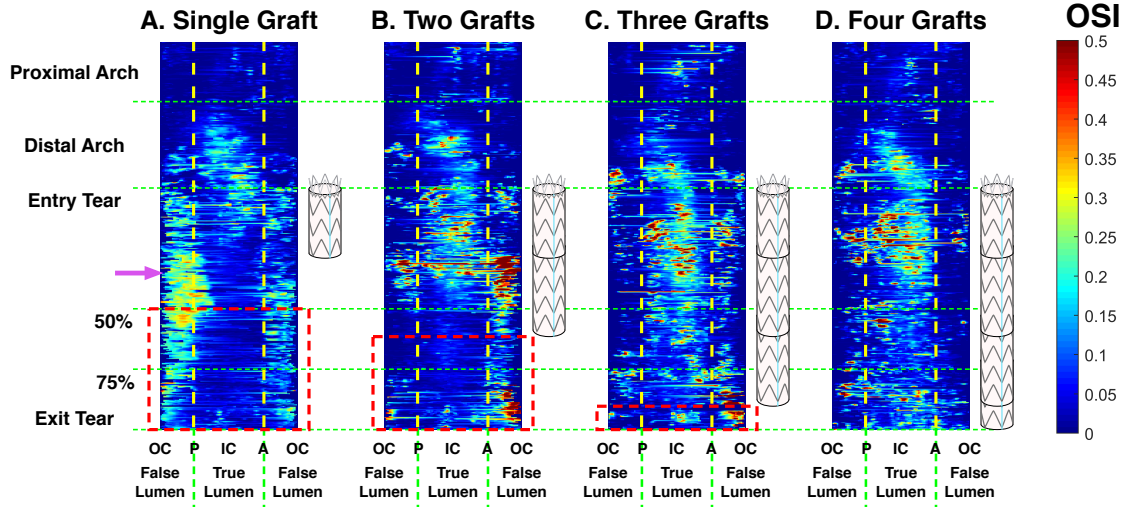 A. Single Graft B. Two Grafts C. Three Grafts D. Four Grafts OSI
Proximal Arch
Distal Arch
Entry Tear
50%
75%
Exit Tear
OC P IC A OC OC P IC A OC OC P IC A OC OC P IC A OC
False True False False True False False True False False True False
Lumen Lumen Lumen Lumen Lumen Lumen Lumen Lumen Lumen Lumen Lumen Lumen
0.5
0.45
0.4
0.35
0.3
0.25
0.2
0.15
0.1
0.05
0